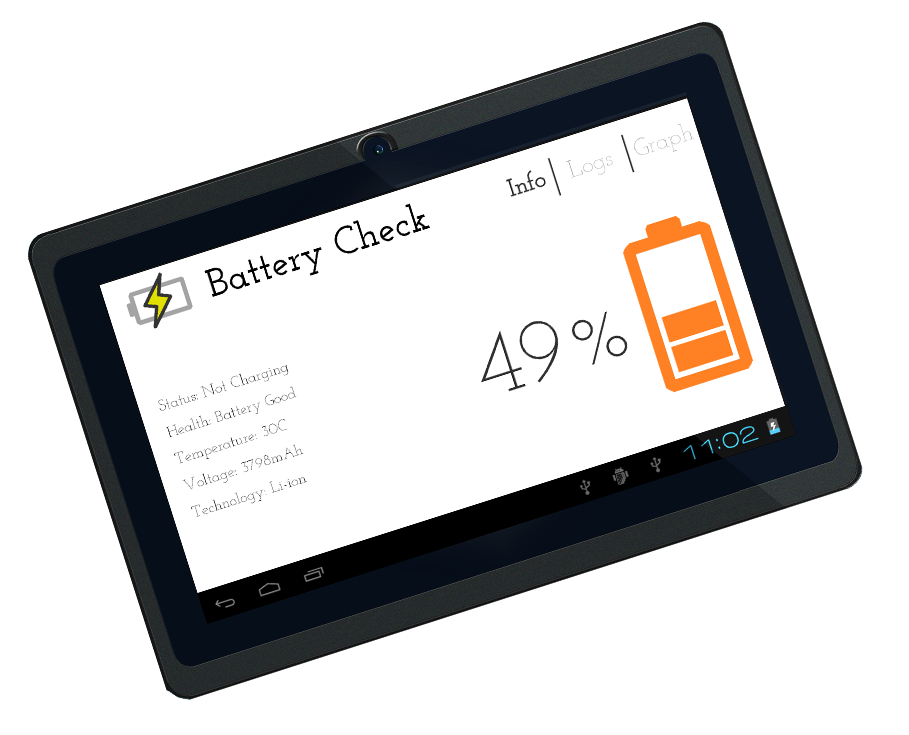 Info | Logs | Graph
Battery Check
49%
Status: Not Charging
Health: Battery Good
Temperature: 30C
Voltage: 3798mAh
Technology: Li-ion
11:02